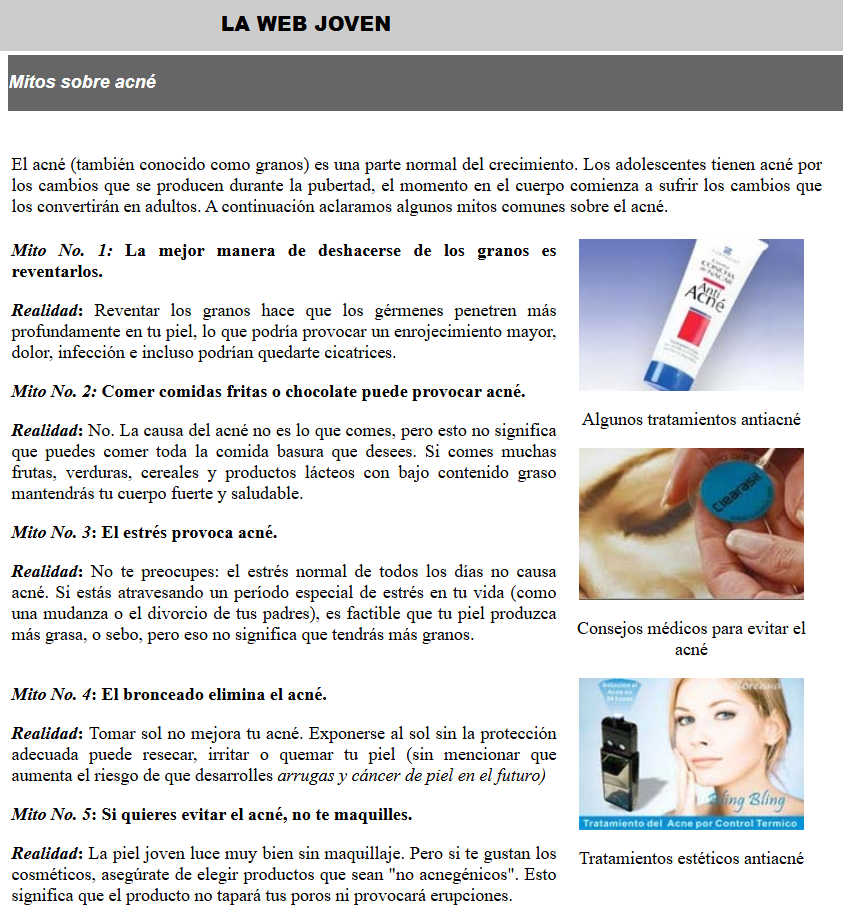 LA WEB JOVEN
Mitos sobre acné
El acné (también conocido como granos) es una parte normal del crecimiento. Los adolescentes tienen acné por
los cambios que se producen durante la pubertad, el momento en el cuerpo comienza a sufrir los cambios que
los convertirán en adultos. A continuación aclaramos algunos mitos comunes sobre el acné.
Mito No. 1: La mejor manera de deshacerse de los granos es
reventarlos.
Realidad: Reventar los granos hace que los gérmenes penetren más
profundamente en tu piel, lo que podría provocar un enrojecimiento mayor,
dolor, infección e incluso podrían quedarte cicatrices.
Mito No. 2: Comer comidas fritas o chocolate puede provocar acné.
Realidad: No. La causa del acné no es lo que comes, pero esto no significa
que puedes comer toda la comida basura que desees. Si comes muchas
frutas, verduras, cereales y productos lácteos con bajo contenido graso
mantendrás tu cuerpo fuerte y saludable.
Mito No. 3: El estrés provoca acné.
Realidad: No te preocupes: el estrés normal de todos los días no causa
acné. Si estás atravesando un período especial de estrés en tu vida (como
una mudanza o el divorcio de tus padres), es factible que tu piel produzca
más grasa, o sebo, pero eso no significa que tendrás más granos.
Mito No. 4: El bronceado elimina el acné.
Realidad: Tomar sol no mejora tu acné. Exponerse al sol sin la protección
adecuada puede resecar, irritar o quemar tu piel (sin mencionar que
aumenta el riesgo de que desarrolles arrugas y cáncer de piel en el futuro)
Mito No. 5: Si quieres evitar el acné, no te maquilles.
Realidad: La piel joven luce muy bien sin maquillaje. Pero si te gustan los
cosméticos, asegúrate de elegir productos que sean "no acnegénicos". Esto
significa que el producto no tapará tus poros ni provocará erupciones.
CONCHA
de NACAR
Anti
Acné
Algunos tratamientos antiacné
Clearasil
Consejos médicos para evitar el
acné
Solución al
Acne en
24 horas
Bling Bling
Tratamiento del Acne por Control Termico
Tratamientos estéticos antiacné